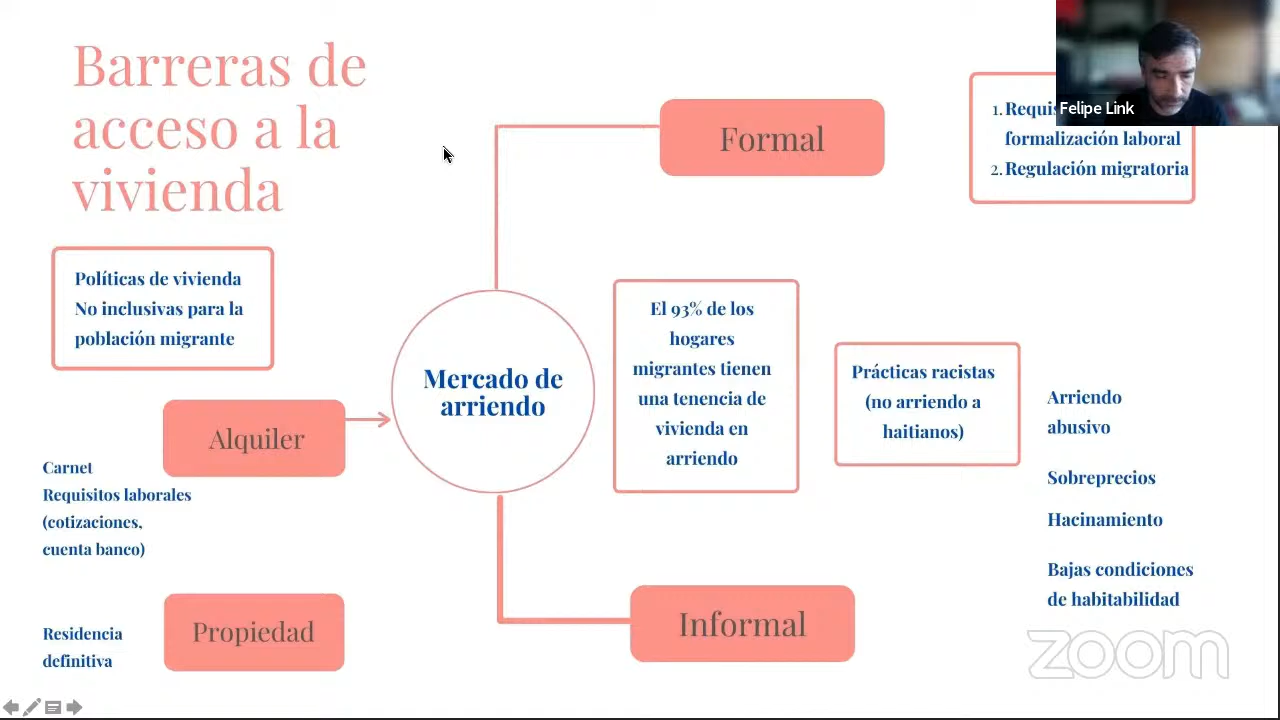 Barreras de
acceso a la
vivienda
Políticas de vivienda
No inclusivas para la
población migrante
Alquiler
Carnet
Requisitos laborales
(cotizaciones,
cuenta banco)
Propiedad
Residencia
definitiva
Mercado de
arriendo
Formal
1.
formalización laboral
2. Regulación migratoria
Felipe Link
El 93% de los
hogares
migrantes tienen
una tenencia de
vivienda en
arriendo
Prácticas racistas
(no arriendo a
haitianos)
Arriendo
abusivo
Sobreprecios
Hacinamiento
Bajas condiciones
de habitabilidad
Informal
zoom